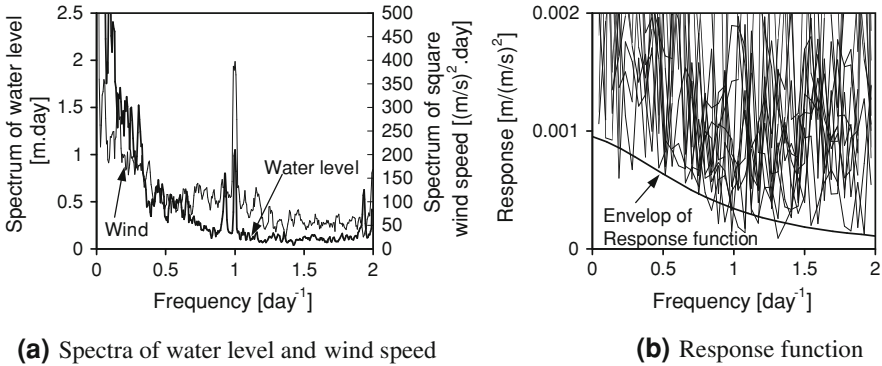 2.5
2
1.5
1
0.5
0
500
450
400
350
300
250
200
150
100
50
0
0 0.5 1 1.5 2
Spectrum of water level
[m.day]
Spectrum of square
wind speed [(m/s)².day]
Water level
Wind
Frequency [day⁻¹]
(a) Spectra of water level and wind speed
0.002
0.001
0
0 0.5 1 1.5 2
Response [m/(m/s)²]
Envelop of
Response function
Frequency [day⁻¹]
(b) Response function